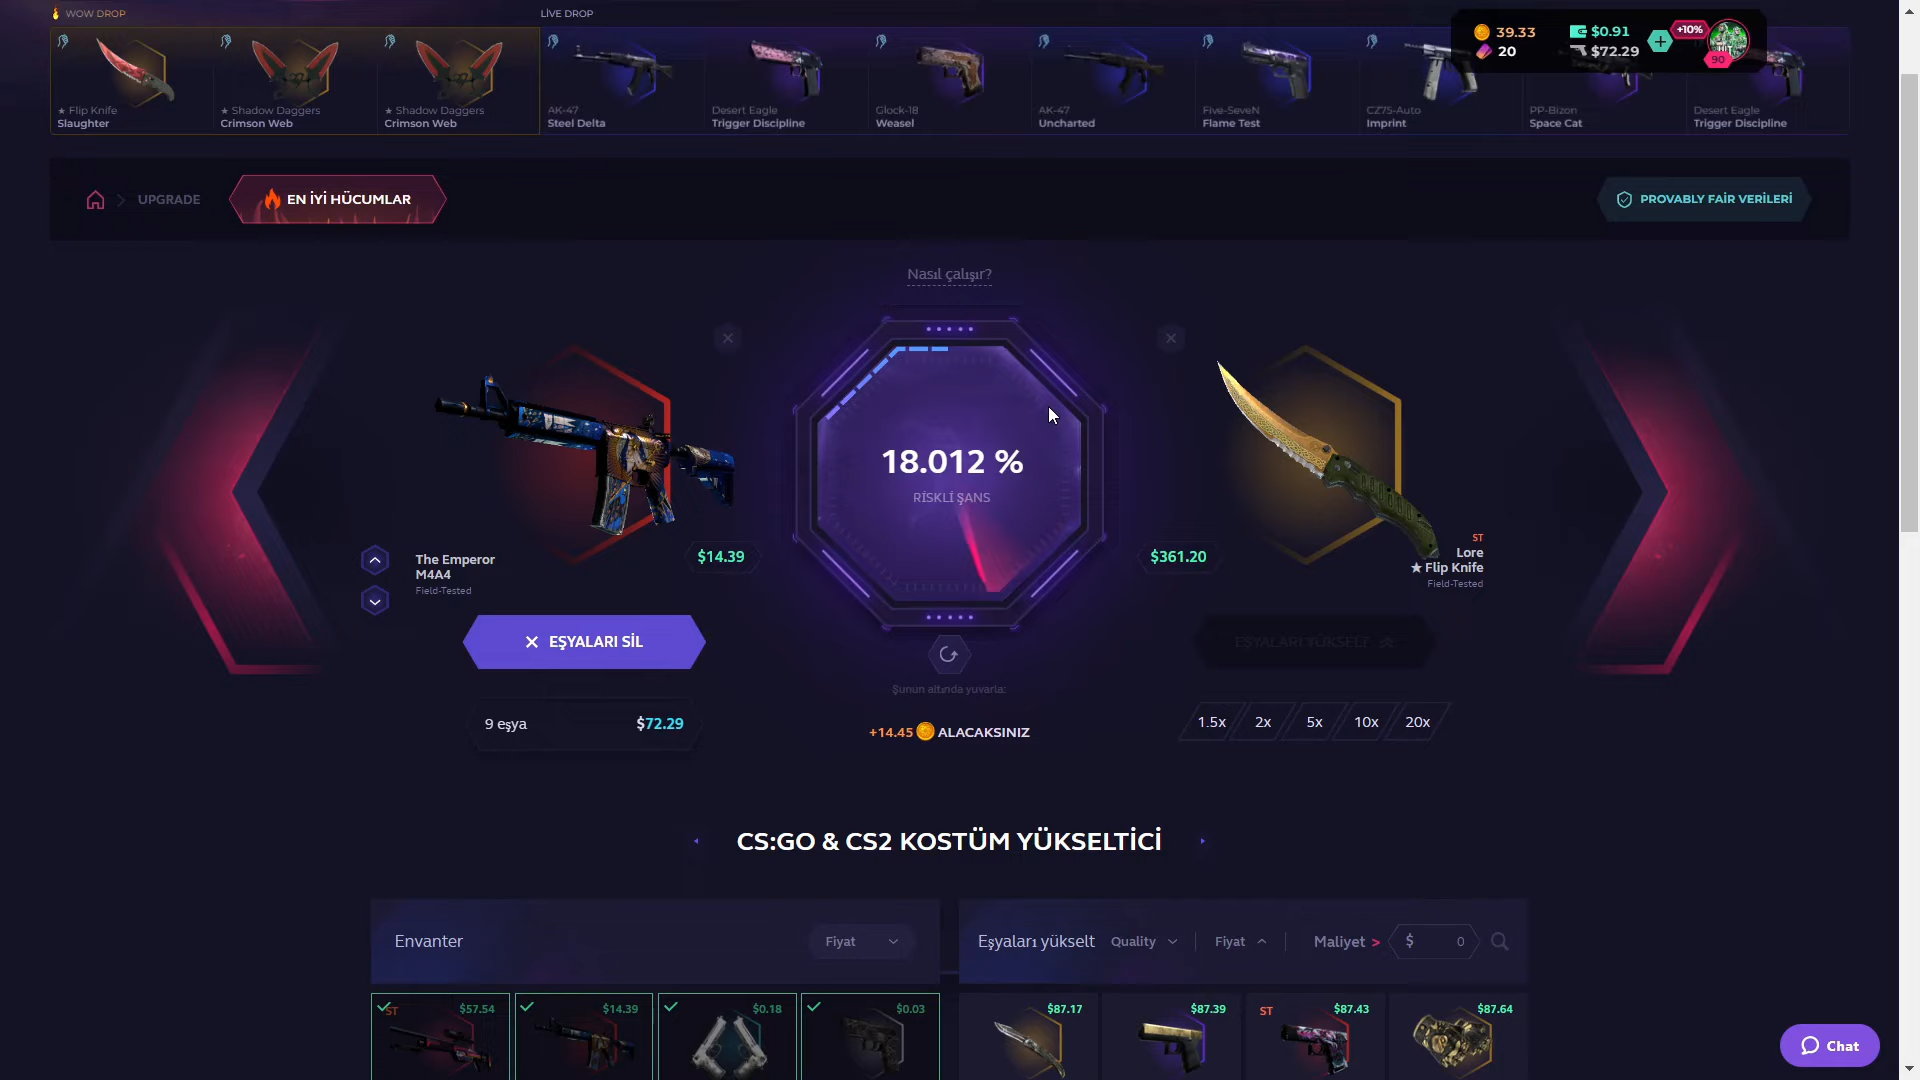 WOW DROP
LİVE DROP
★ Flip Knife
Slaughter
★ Shadow Daggers
Crimson Web
★ Shadow Daggers
Crimson Web
AK-47
Steel Delta
Desert Eagle
Trigger Discipline
Glock-18
Weasel
AK-47
Uncharted
Five-SeveN
Flame Test
CZ75-Auto
Imprint
PP-Bizon
Space Cat
Desert Eagle
Trigger Discipline
39.33
20
$0.91
$72.29
+10%
90
UPGRADE
EN İYİ HÜCUMLAR
PROVABLY FAİR VERİLERİ
Nasıl çalışır?
18.012 %
RİSKLİ ŞANS
The Emperor
M4A4
Field-Tested
$14.39
$361.20
ST
Lore
★ Flip Knife
Field-Tested
EŞYALARI SİL
EŞYALARI YÜKSELT
9 eşya
$72.29
Şunun altında yuvarla:
+14.45 ALACAKSINIZ
1.5x
2x
5x
10x
20x
CS:GO & CS2 KOSTÜM YÜKSELTİCİ
Envanter
Fiyat
Eşyaları yükselt
Quality
Fiyat
Maliyet >
$ 0
ST
$57.54
$14.39
$0.18
$0.03
$87.17
$87.39
ST
$87.43
$87.64
Chat